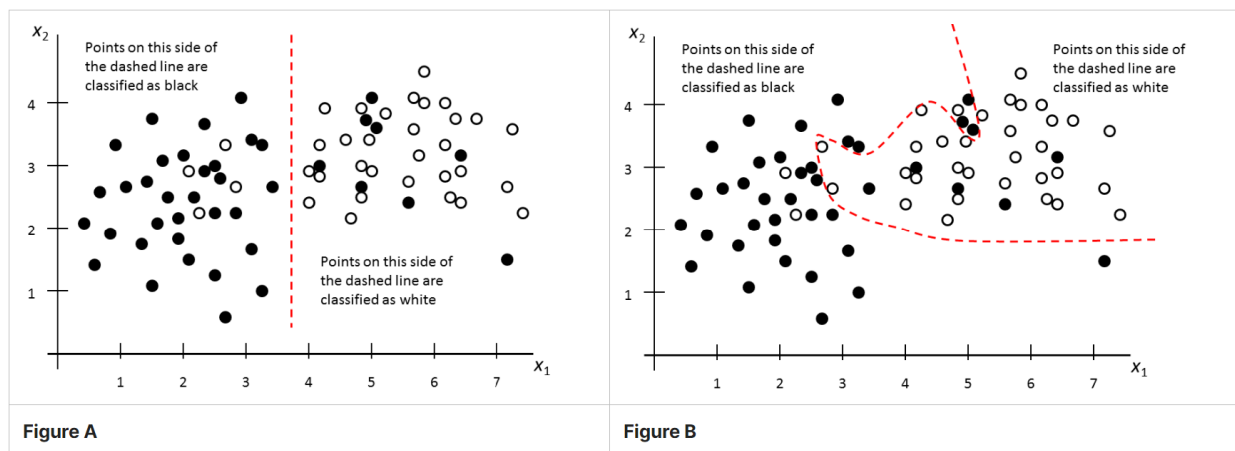 x2
Points on this side of
the dashed line are
classified as black
4
3
2
1
Points on this side of
the dashed line are
classified as white
1 2 3 4 5 6 7
x1
Figure A
x2
Points on this side of
the dashed line are
classified as black
Points on this side of
the dashed line are
classified as white
4
3
2
1
1 2 3 4 5 6 7
x1
Figure B